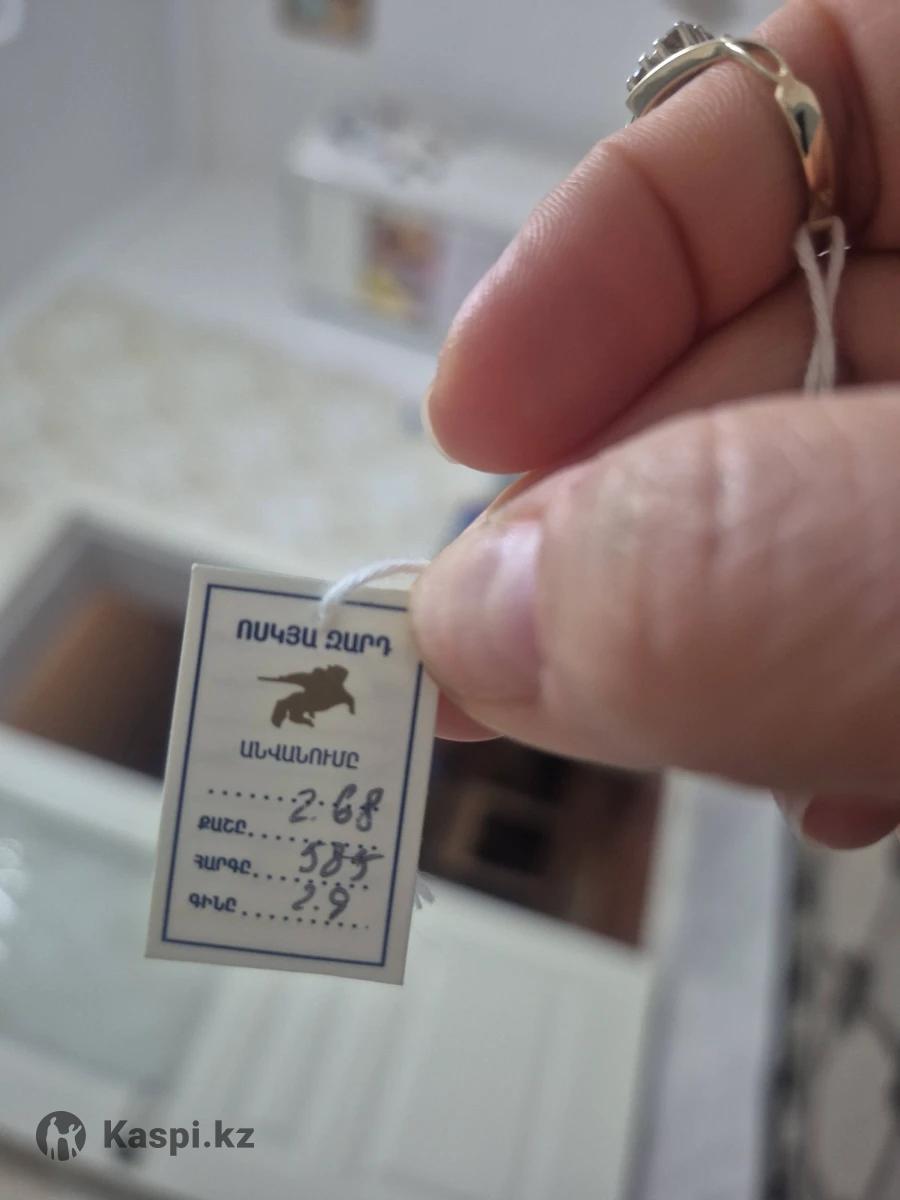 ՈՍԿՅԱ ԶԱՐԴ
ԱՆՎԱՆՈՒՄԸ
2.68
ՔԱՇԸ
585
ՀԱՐԳԸ
2.9
ԳԻՆԸ
Kaspi.kz